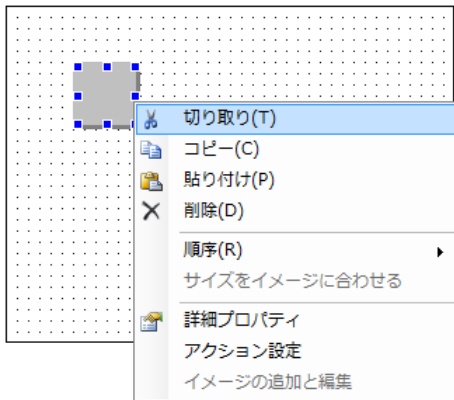 切り取り(T)
コピー(C)
貼り付け(P)
削除(D)
順序(R)
サイズをイメージに合わせる
詳細プロパティ
アクション設定
イメージの追加と編集